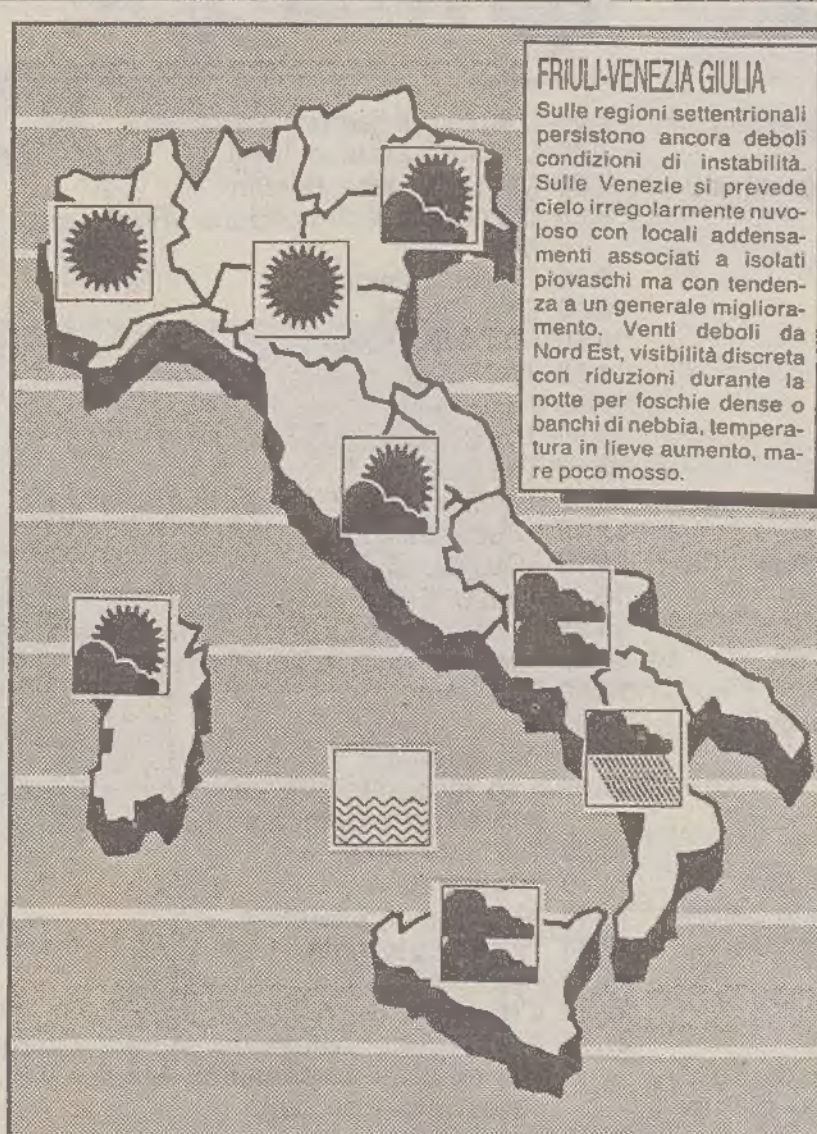 FRIULI-VENEZIA GIULIA
Sulle regioni settentrionali
persistono ancora deboli
condizioni di instabilità.
Sulle Venezie si prevede
cielo irregolarmente nuvo-
loso con locali addensa-
menti associati a isolati
piovaschi ma con tenden-
za a un generale migliora-
mento. Venti deboli da
Nord Est, visibilità discreta
con riduzioni durante la
notte per foschie dense o
banchi di nebbia, tempera-
tura in lieve aumento, ma-
re poco mosso.